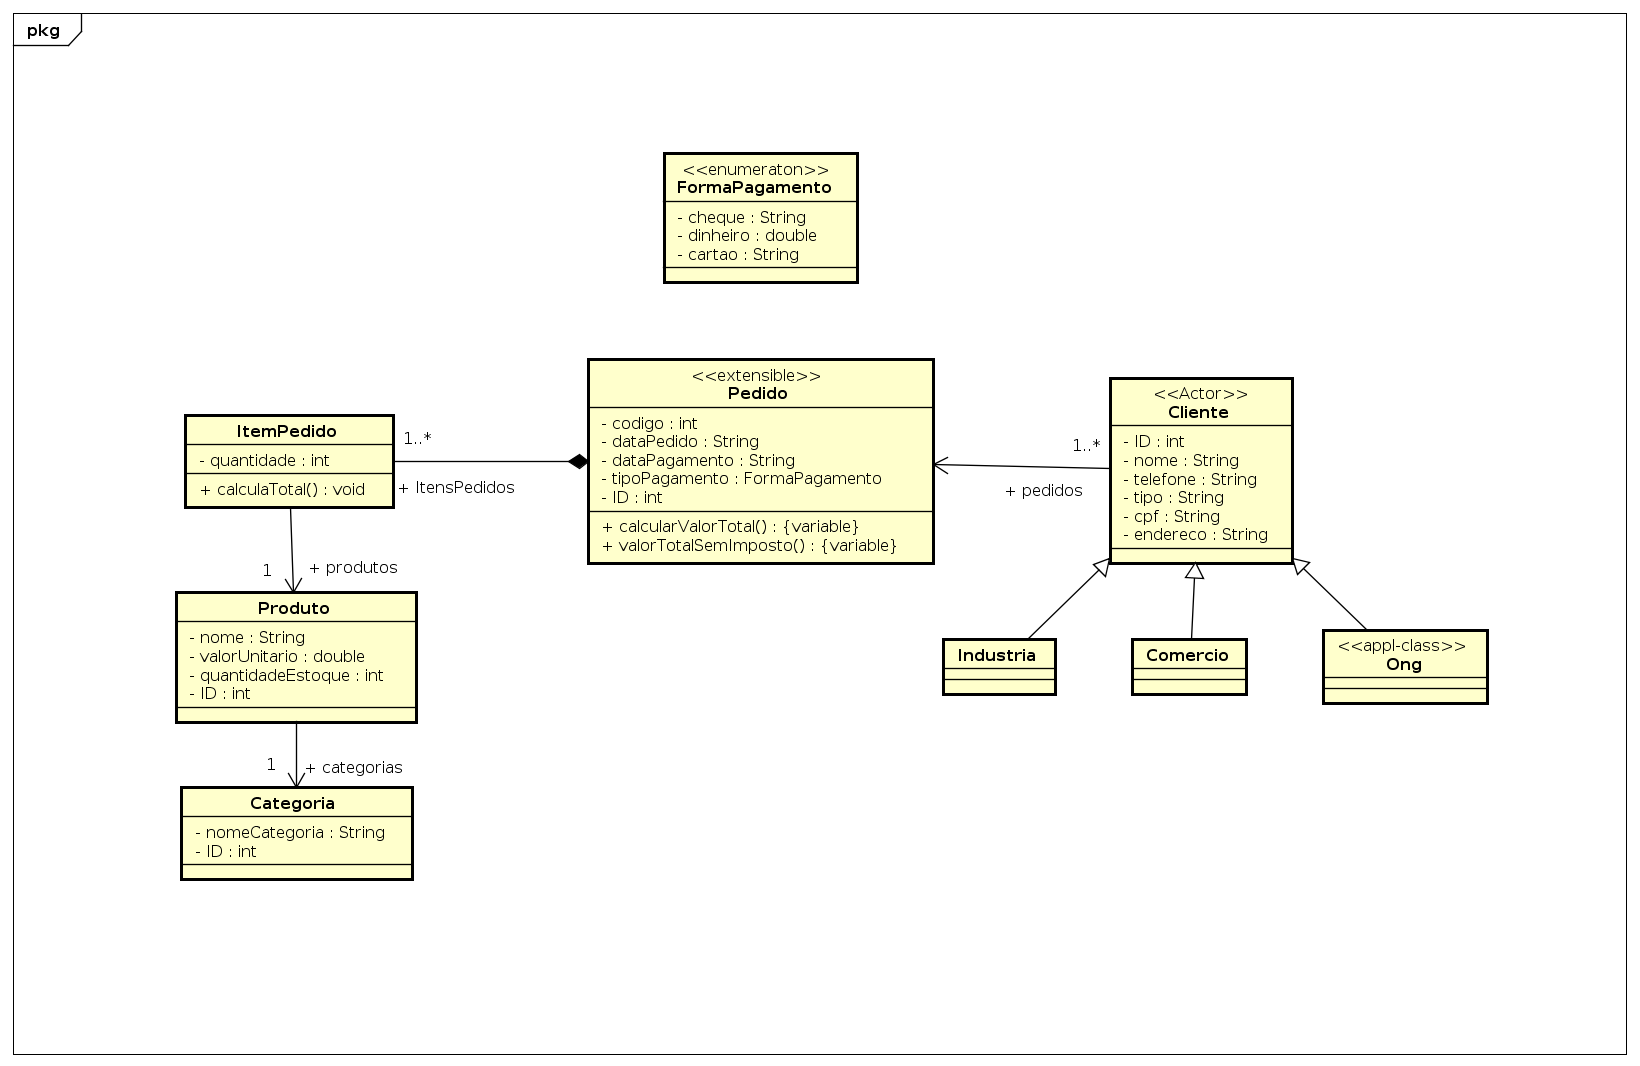 pkg
<<enumeraton>>
FormaPagamento
- cheque : String
- dinheiro : double
- cartao : String
<<extensible>>
Pedido
- codigo : int
- dataPedido : String
- dataPagamento : String
- tipoPagamento : FormaPagamento
- ID : int
+ calcularValorTotal() : {variable}
+ valorTotalSemImposto() : {variable}
<<Actor>>
Cliente
- ID : int
- nome : String
- telefone : String
- tipo : String
- cpf : String
- endereco : String
1..*
+ pedidos
ItemPedido
- quantidade : int
+ calculaTotal() : void
1..*
+ ItensPedidos
1
+ produtos
Produto
- nome : String
- valorUnitario : double
- quantidadeEstoque : int
- ID : int
Industria
Comercio
<<appl-class>>
Ong
1
+ categorias
Categoria
- nomeCategoria : String
- ID : int